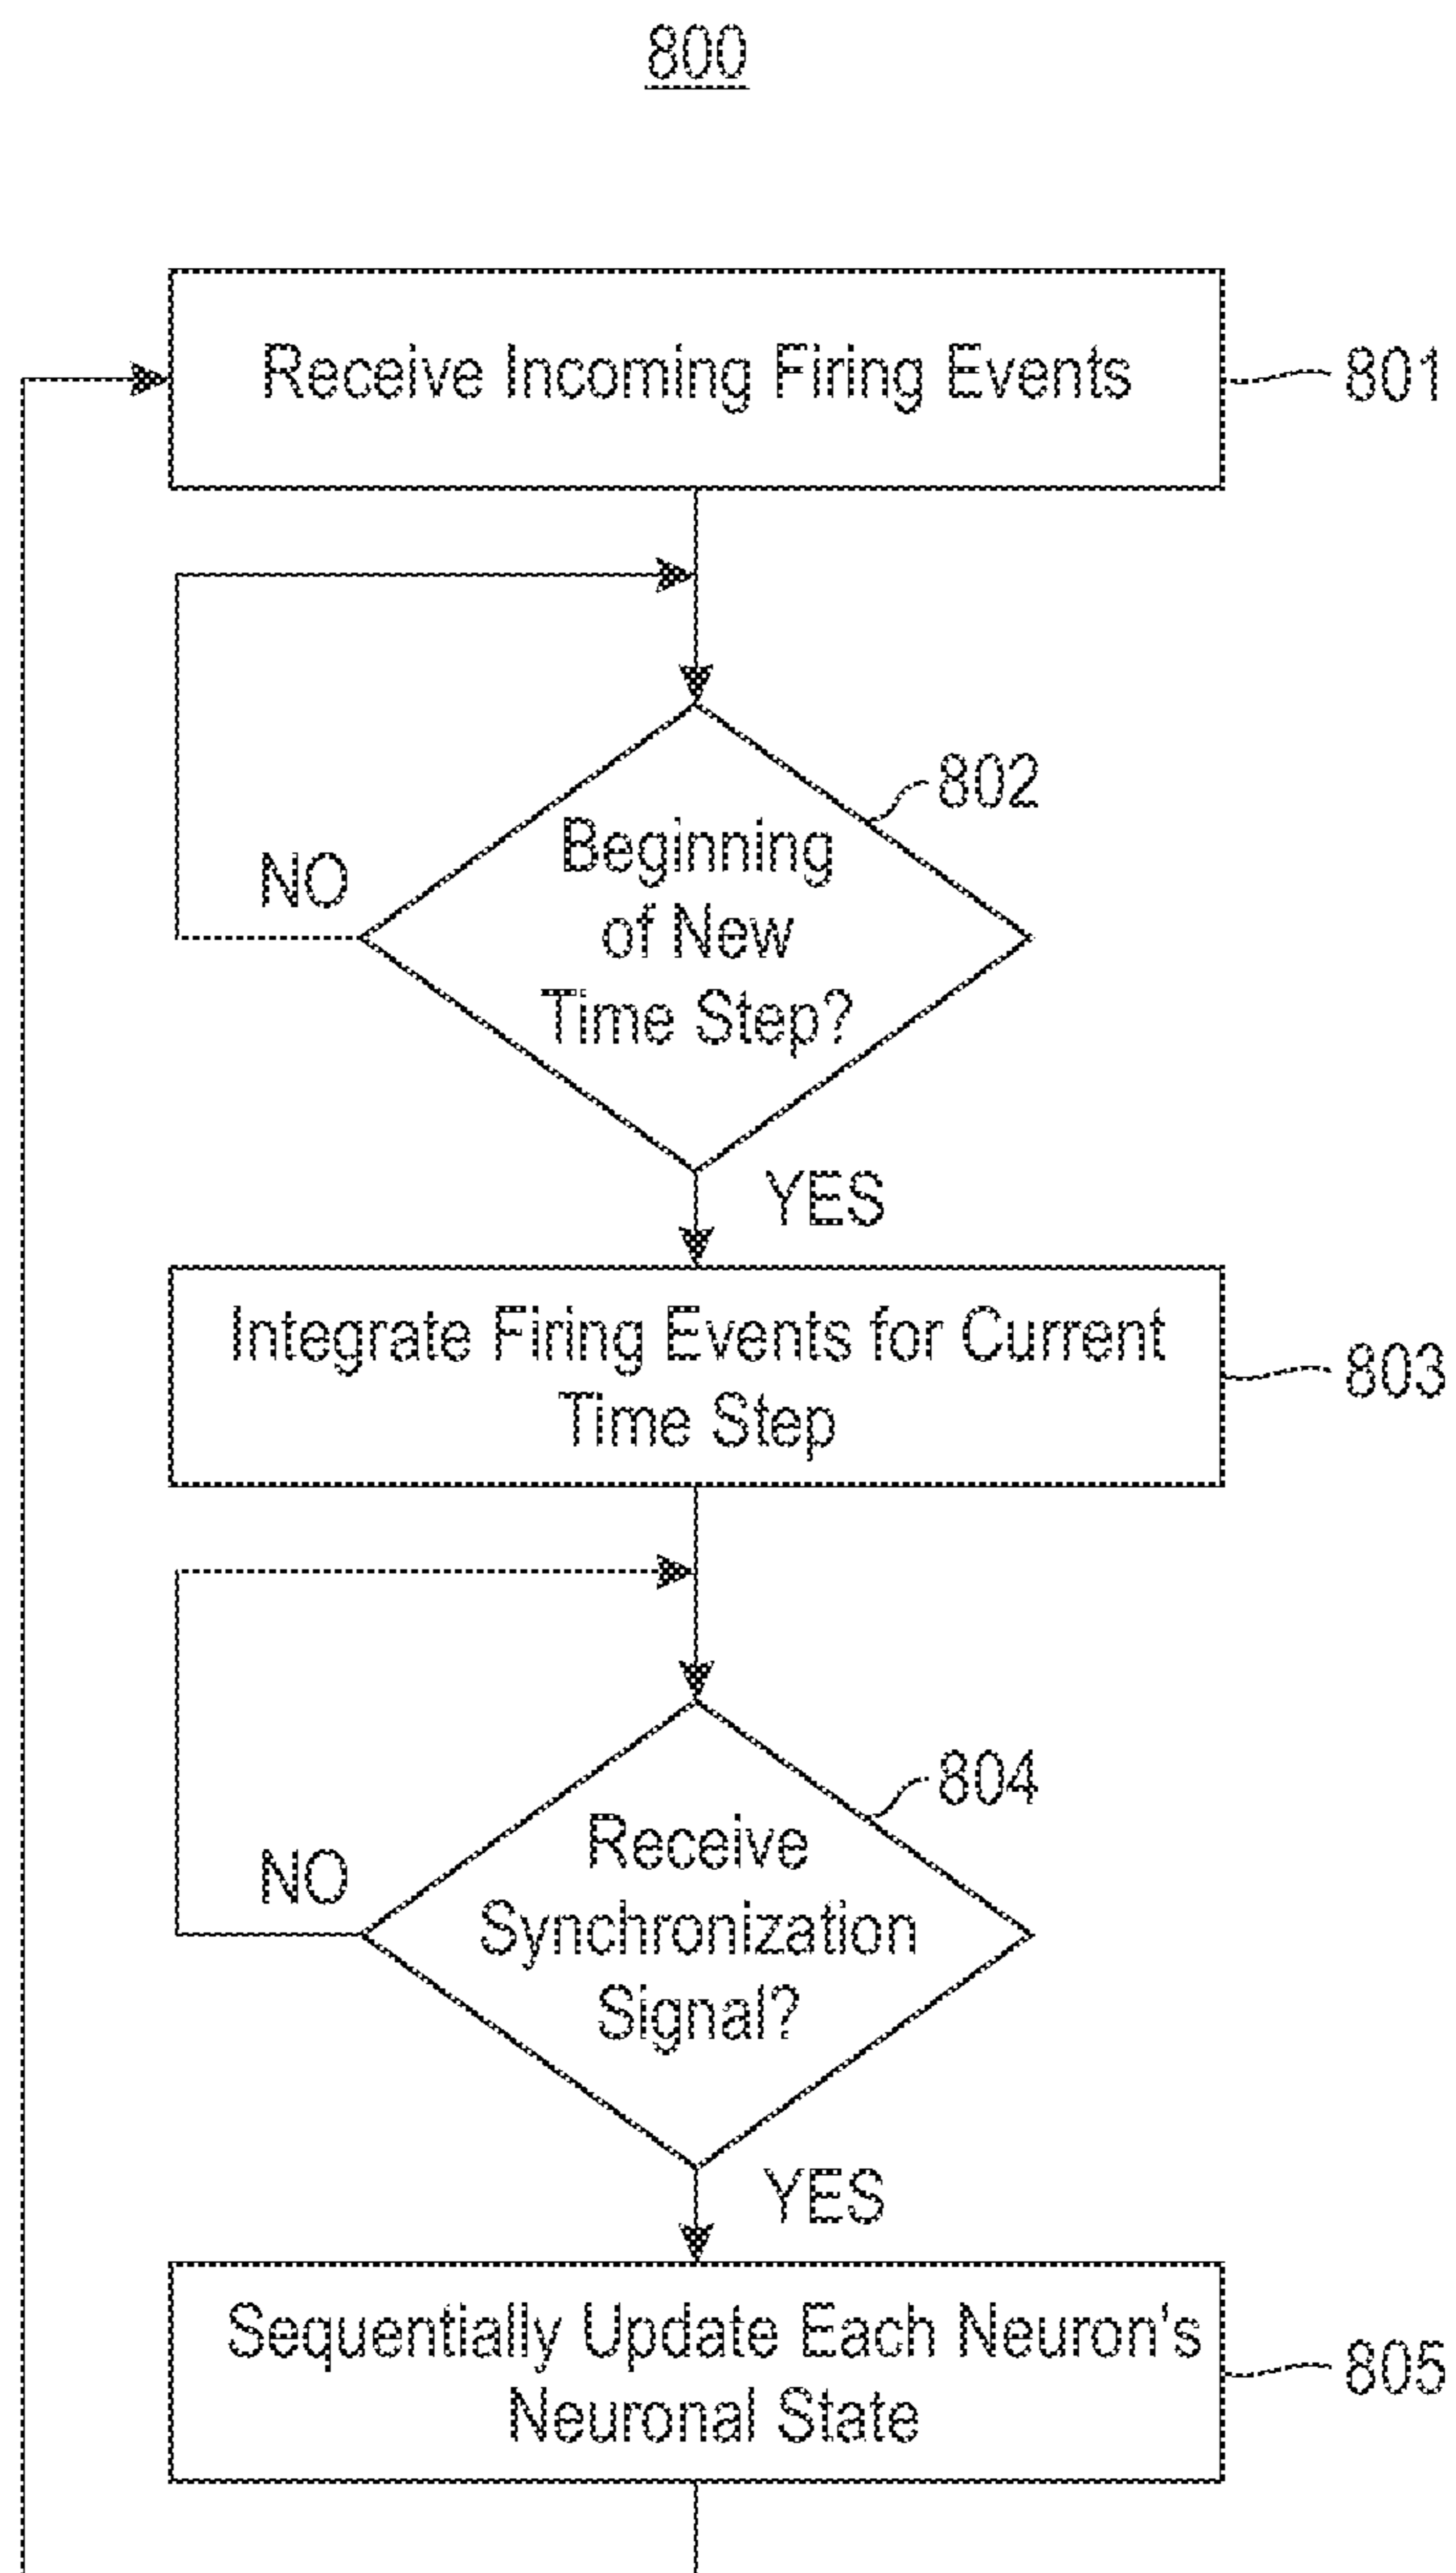 800
Receive Incoming Firing Events
801
802
Beginning
of New
Time Step?
NO
YES
Integrate Firing Events for Current
Time Step
803
804
Receive
Synchronization
Signal?
NO
YES
Sequentially Update Each Neuron's
Neuronal State
805